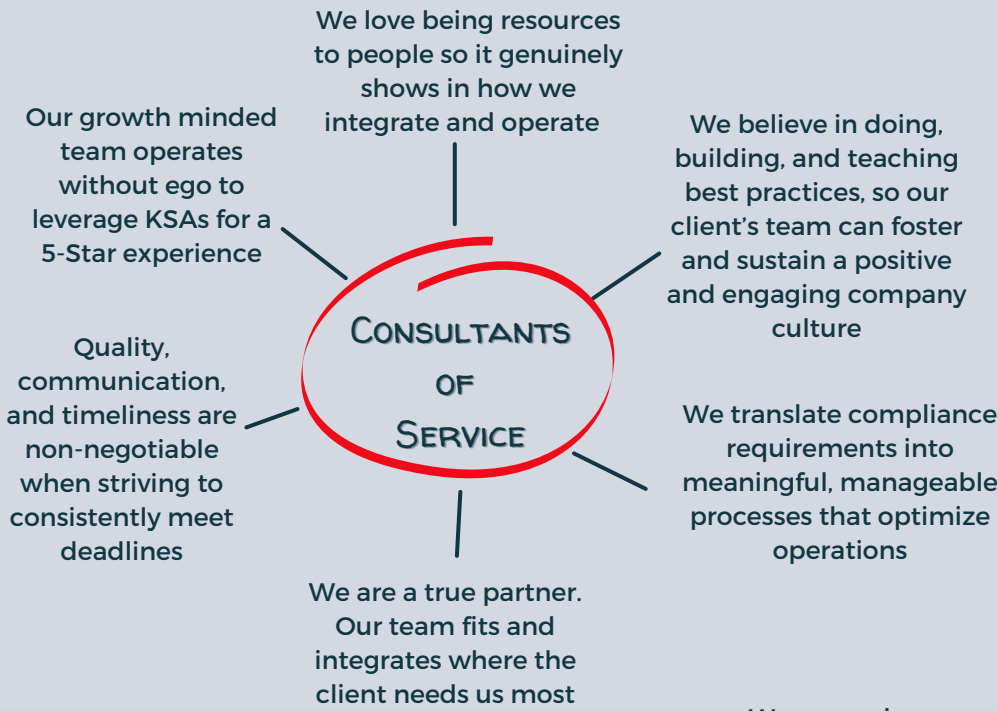 We love being resources
to people so it genuinely
shows in how we
integrate and operate
Our growth minded
team operates
without ego to
leverage KSAs for a
5-Star experience
We believe in doing,
building, and teaching
best practices, so our
client's team can foster
and sustain a positive
and engaging company
culture
Consultants
of
Service
Quality,
communication,
and timeliness are
non-negotiable
when striving to
consistently meet
deadlines
We translate compliance
requirements into
meaningful, manageable
processes that optimize
operations
We are a true partner.
Our team fits and
integrates where the
client needs us most